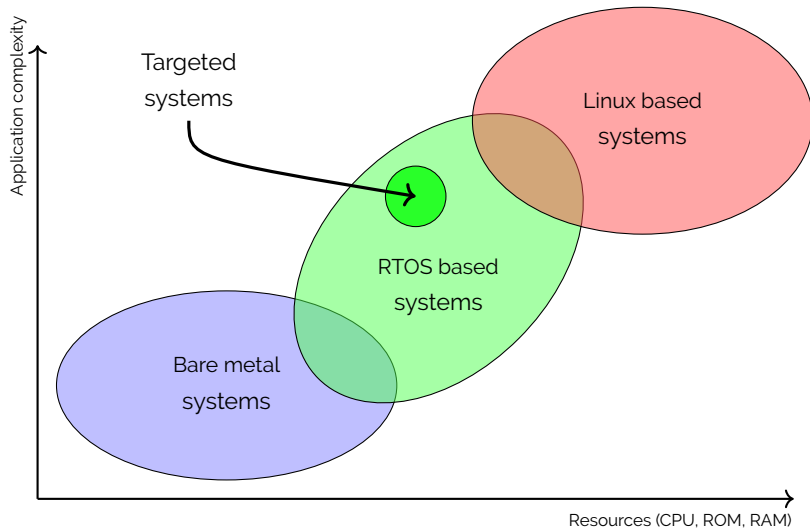 Application complexity
Targeted
systems
Linux based
systems
RTOS based
systems
Bare metal
systems
Resources (CPU, ROM, RAM)